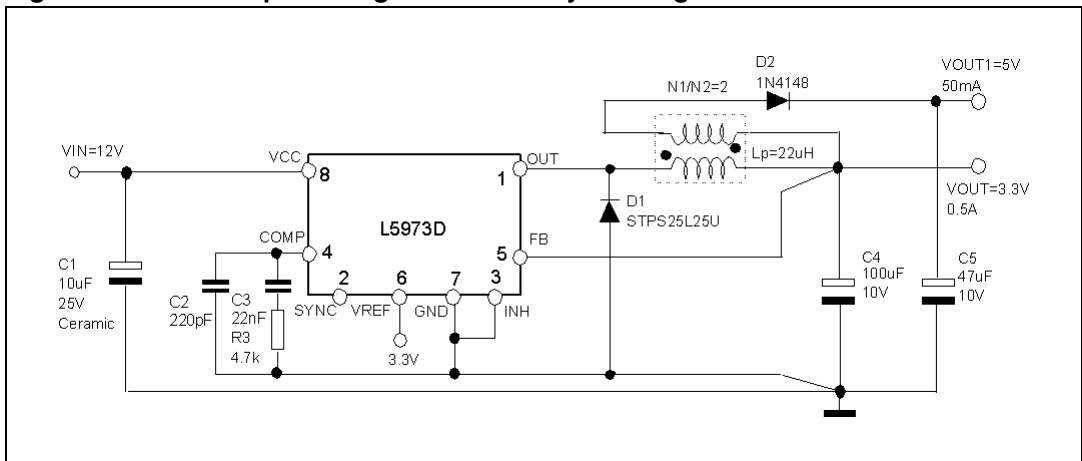 D2
1N4148
VOUT1=5V
50mA
N1/N2=2
VIN=12V
VCC
8
OUT
1
Lp=22uH
VOUT=3.3V
0.5A
D1
STPS25L25U
L5973D
COMP
4
FB
5
C1
10uF
25V
Ceramic
C2
220pF
C3
22nF
R3
4.7k
2
SYNC
6
VREF
7
GND
3
INH
3.3V
C4
100uF
10V
C5
47uF
10V